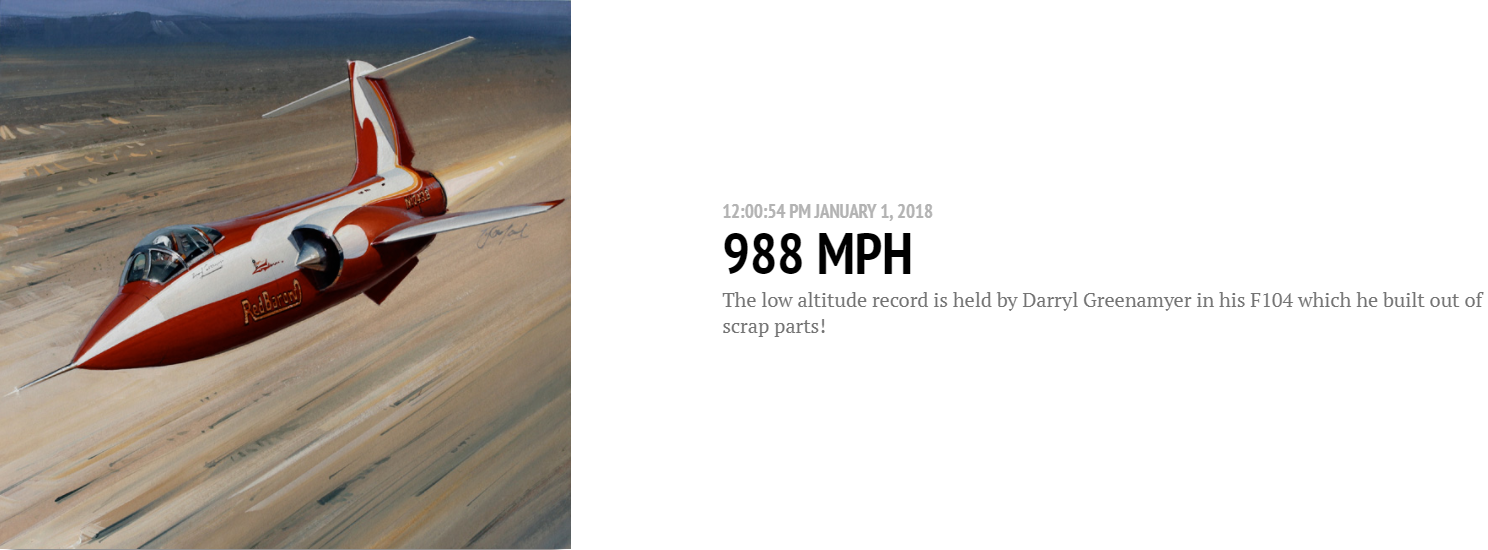 12:00:54 PM JANUARY 1, 2018
988 MPH
The low altitude record is held by Darryl Greenamyer in his F104 which he built out of
scrap parts!
RedBaron